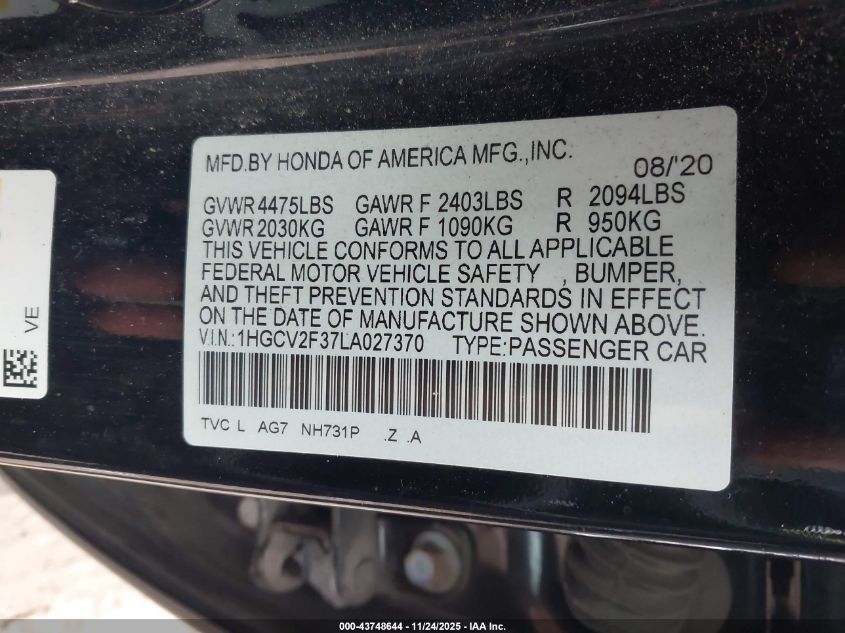 MFD.BY HONDA OF AMERICA MFG.,INC. 08/'20
GVWR 4475LBS GAWR F 2403LBS R 2094LBS
GVWR 2030KG GAWR F 1090KG R 950KG
THIS VEHICLE CONFORMS TO ALL APPLICABLE
FEDERAL MOTOR VEHICLE SAFETY , BUMPER,
AND THEFT PREVENTION STANDARDS IN EFFECT
ON THE DATE OF MANUFACTURE SHOWN ABOVE.
V.I.N.:1HGCV2F37LA027370 TYPE:PASSENGER CAR
TVC L AG7 NH731P .Z .A
VE
000-43748644 - 11/24/2025 - IAA Inc.